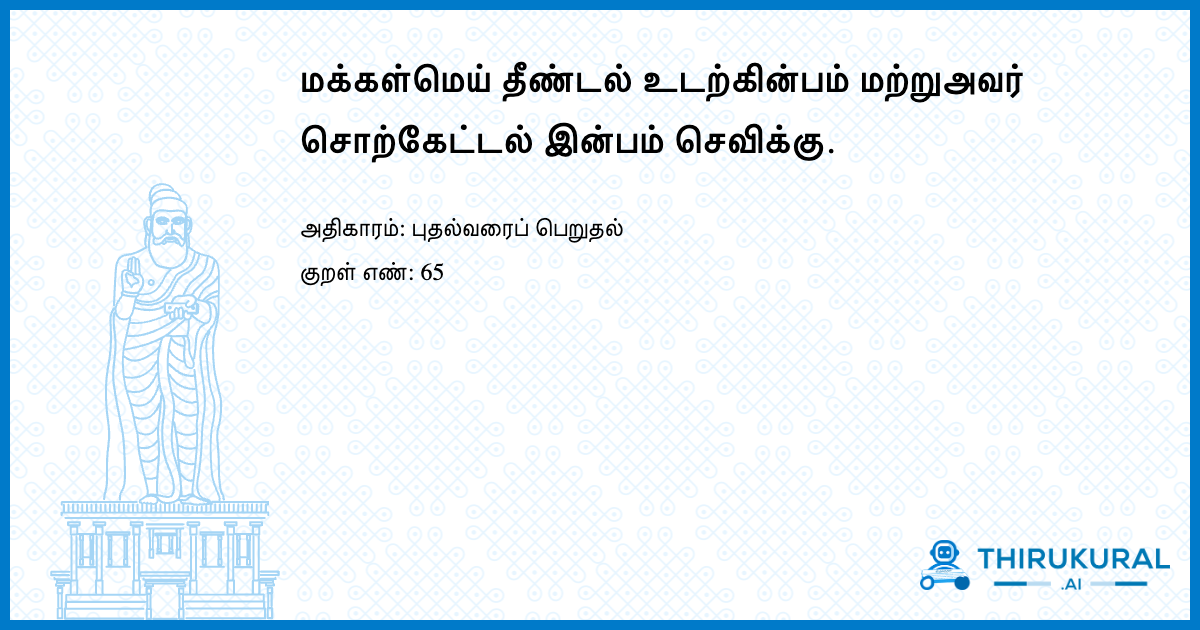 மக்கள்மெய் தீண்டல் உடற்கின்பம் மற்றுஅவர்
சொற்கேட்டல் இன்பம் செவிக்கு.
அதிகாரம்: புதல்வரைப் பெறுதல்
குறள் எண்: 65
THIRUKURAL
.AI